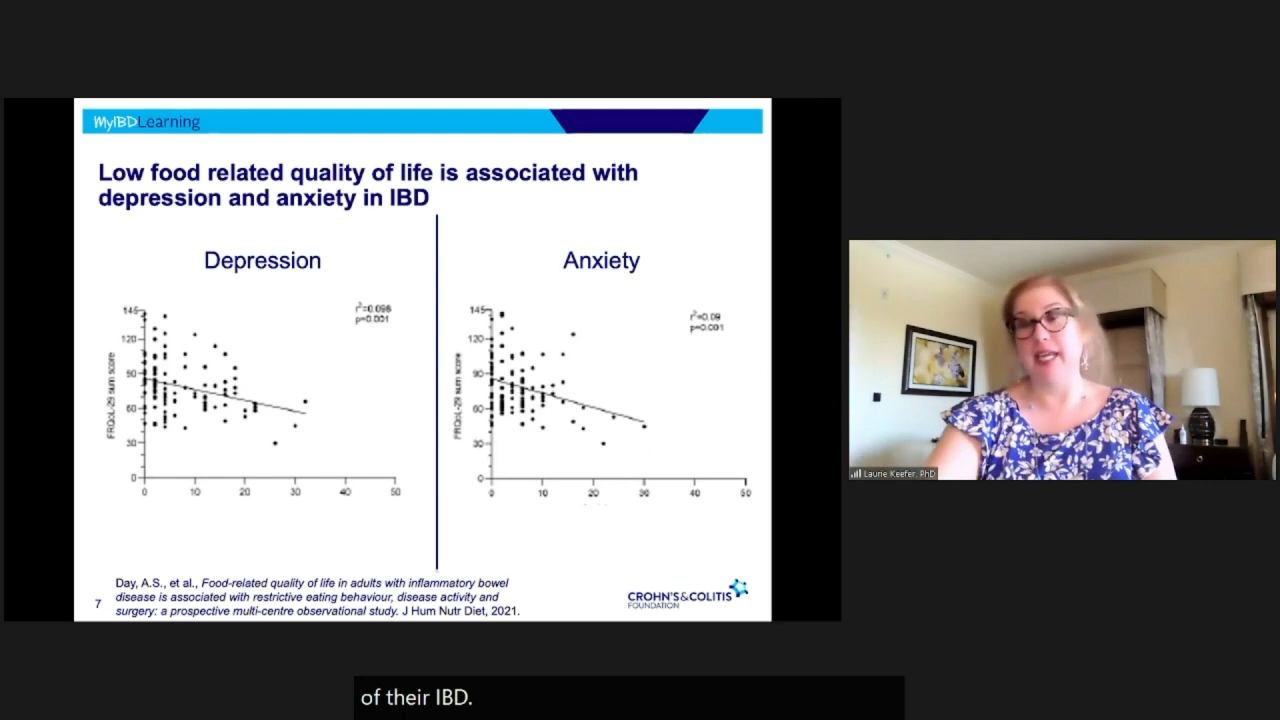 MyIBDLearning
Low food related quality of life is associated with
depression and anxiety in IBD
Depression
Anxiety
r²=0.096
p=0.001
FRQoL-29 sum score
145
120
90
60
30
0
0 10 20 30 40 50
r²=0.09
p=0.001
FRQoL-29 sum score
145
120
90
60
30
0
0 10 20 30 40 50
Day, A.S., et al., Food-related quality of life in adults with inflammatory bowel
disease is associated with restrictive eating behaviour, disease activity and
surgery: a prospective multi-centre observational study. J Hum Nutr Diet, 2021.
7
CROHN'S&COLITIS
FOUNDATION
Laurie Keefer, PhD
of their IBD.